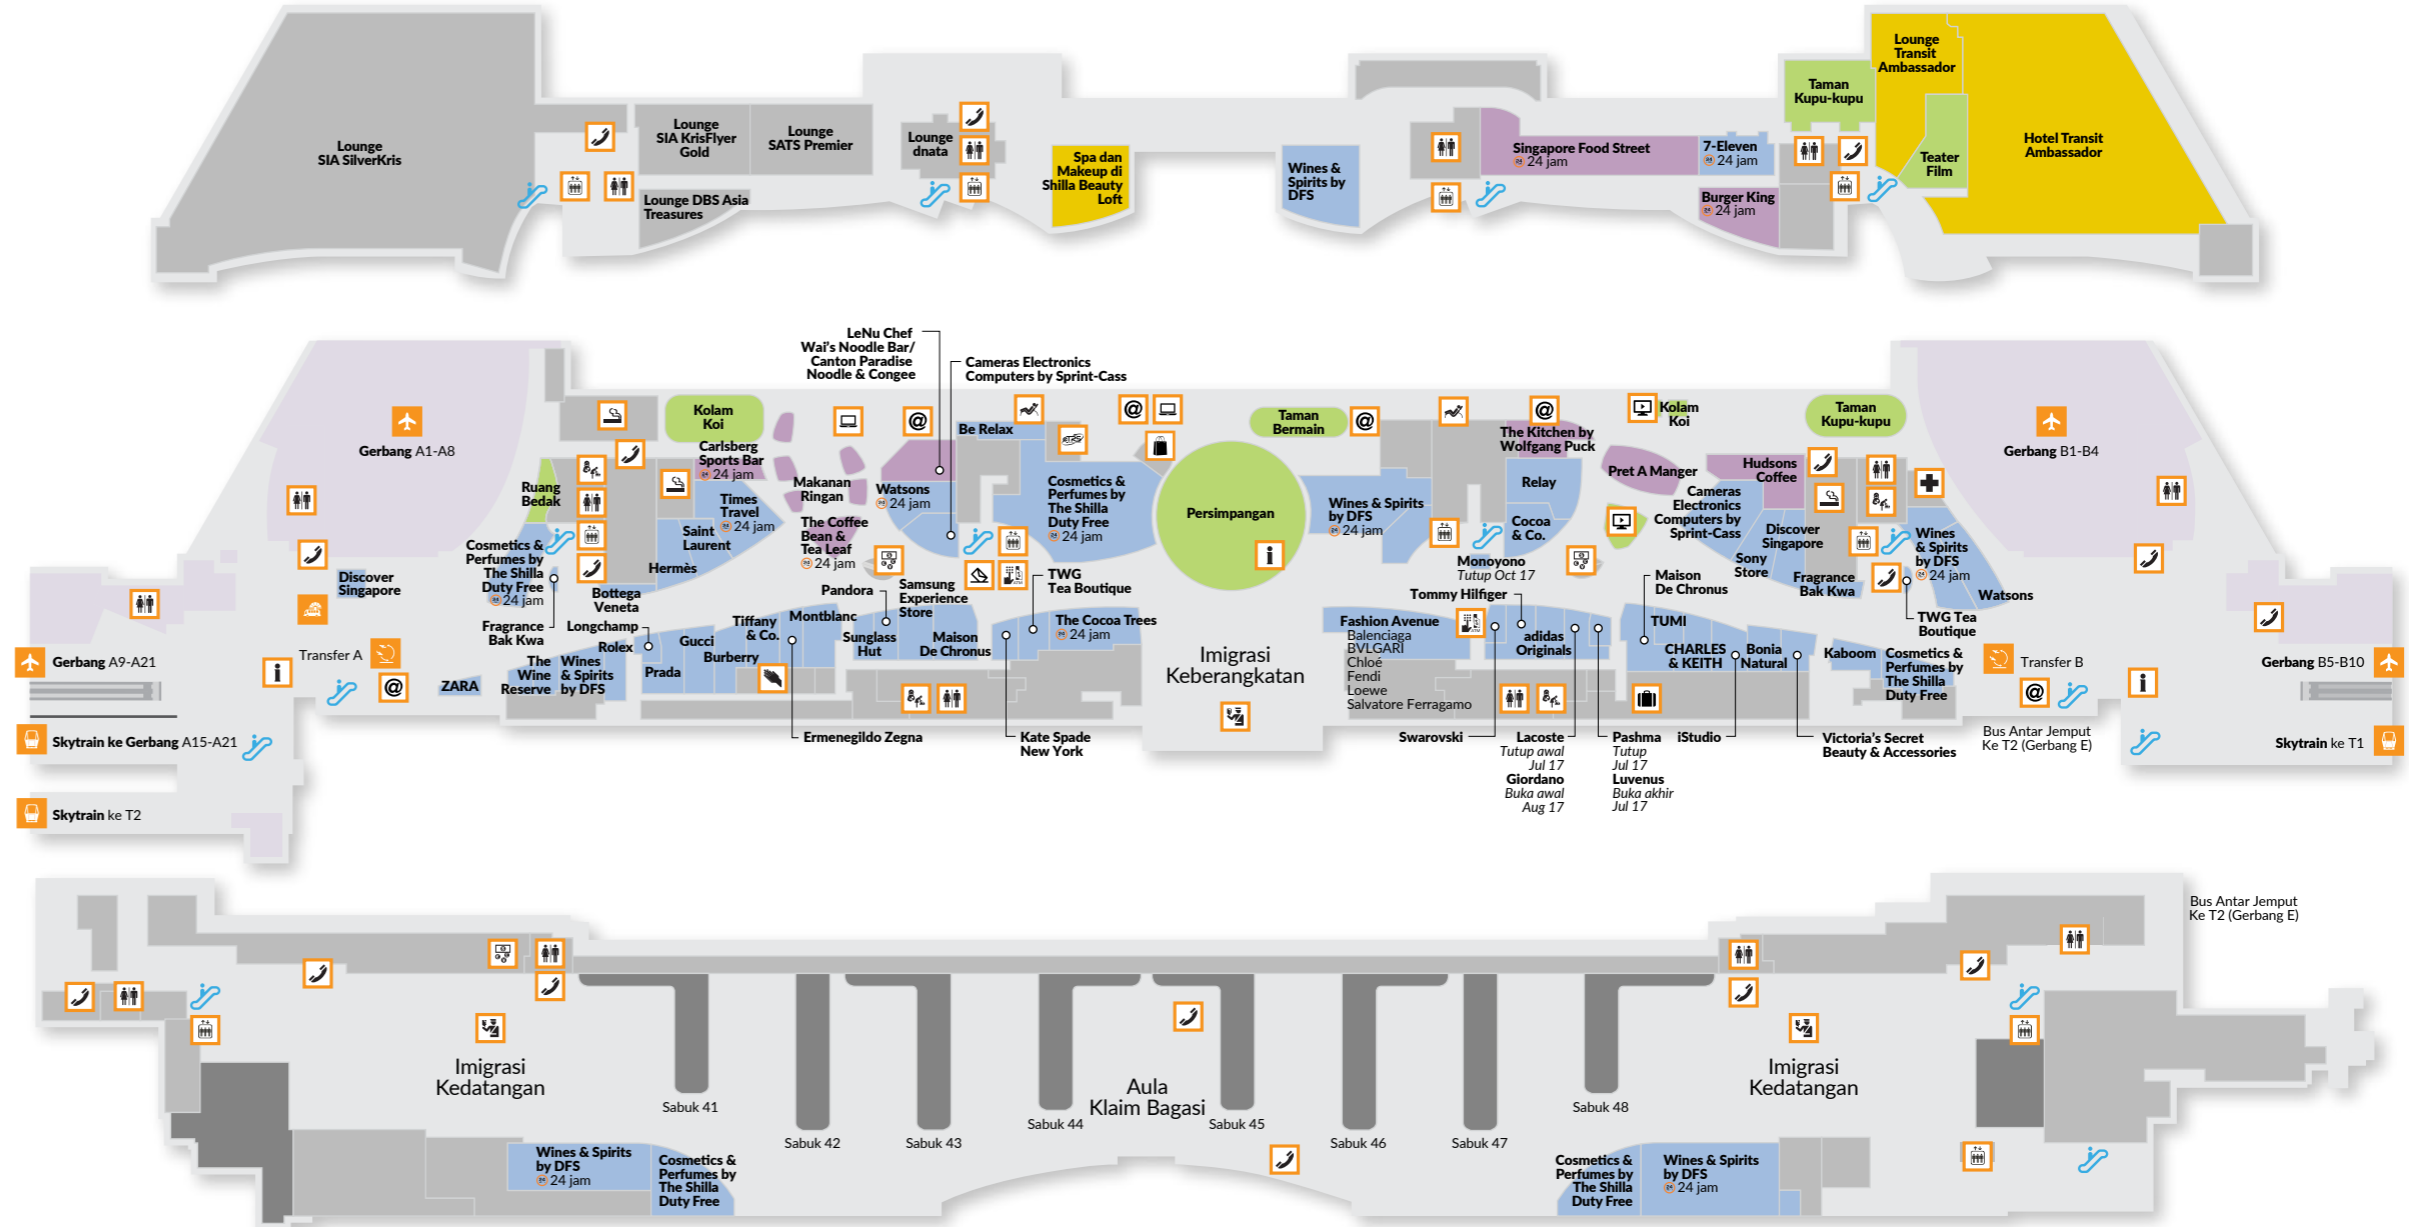 Lounge
SIA SilverKris
Lounge
SIA KrisFlyer
Gold
Lounge
SATS Premier
Lounge DBS Asia
Treasures
Lounge
dnata
Spa dan
Makeup di
Shilla Beauty
Loft
Wines &
Spirits by
DFS
Singapore Food Street
24 jam
7-Eleven
24 jam
Burger King
24 jam
Taman
Kupu-kupu
Lounge
Transit
Ambassador
Teater
Film
Hotel Transit
Ambassador
LeNu Chef
Wai's Noodle Bar/
Canton Paradise
Noodle & Congee
Cameras Electronics
Computers by Sprint-Cass
Gerbang A1-A8
Kolam
Koi
Carlsberg
Sports Bar
24 jam
Ruang
Bedak
Times
Travel
24 jam
Saint
Laurent
Hermès
Cosmetics &
Perfumes by
The Shilla
Duty Free
24 jam
Bottega
Veneta
Fragrance
Bak Kwa
Discover
Singapore
Makanan
Ringan
The Coffee
Bean &
Tea Leaf
24 jam
Watsons
24 jam
Be Relax
Cosmetics &
Perfumes by
The Shilla
Duty Free
24 jam
Persimpangan
Taman
Bermain
Wines & Spirits
by DFS
24 jam
The Kitchen by
Wolfgang Puck
Relay
Cocoa
& Co.
Monoyono
Tutup Oct 17
Kolam
Koi
Pret A Manger
Hudsons
Coffee
Cameras
Electronics
Computers by
Sprint-Cass
Discover
Singapore
Sony
Store
Fragrance
Bak Kwa
Taman
Kupu-kupu
Wines
& Spirits
by DFS
24 jam
Watsons
TWG Tea
Boutique
Gerbang B1-B4
Gerbang A9-A21
Skytrain ke Gerbang A15-A21
Skytrain ke T2
Transfer A
ZARA
The
Wine
Reserve
Wines
& Spirits
by DFS
Longchamp
Rolex
Prada
Gucci
Burberry
Tiffany
& Co.
Montblanc
Ermenegildo Zegna
Pandora
Sunglass
Hut
Samsung
Experience
Store
Maison
De Chronus
Kate Spade
New York
TWG
Tea Boutique
The Cocoa Trees
24 jam
Imigrasi
Keberangkatan
Fashion Avenue
Balenciaga
BVLGARI
Chloé
Fendi
Loewe
Salvatore Ferragamo
Tommy Hilfiger
Swarovski
adidas
Originals
Lacoste
Tutup awal
Jul 17
Giordano
Buka awal
Aug 17
Pashma
Tutup
Jul 17
Luvenus
Buka akhir
Jul 17
Maison
De Chronus
TUMI
CHARLES
& KEITH
iStudio
Bonia
Natural
Victoria's Secret
Beauty & Accessories
Kaboom
Cosmetics &
Perfumes by
The Shilla
Duty Free
Transfer B
Bus Antar Jemput
Ke T2 (Gerbang E)
Gerbang B5-B10
Skytrain ke T1
Bus Antar Jemput
Ke T2 (Gerbang E)
Imigrasi
Kedatangan
Sabuk 41
Sabuk 42
Sabuk 43
Sabuk 44
Aula
Klaim Bagasi
Sabuk 45
Sabuk 46
Sabuk 47
Sabuk 48
Imigrasi
Kedatangan
Wines & Spirits
by DFS
24 jam
Cosmetics &
Perfumes by
The Shilla
Duty Free
Cosmetics &
Perfumes by
The Shilla
Duty Free
Wines & Spirits
by DFS
24 jam